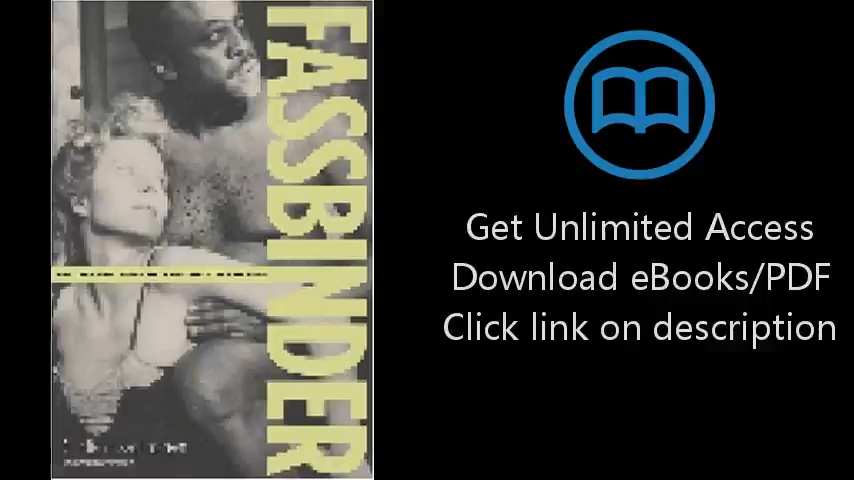 FASSBINDER
Get Unlimited Access
Download eBooks/PDF
Click link on description